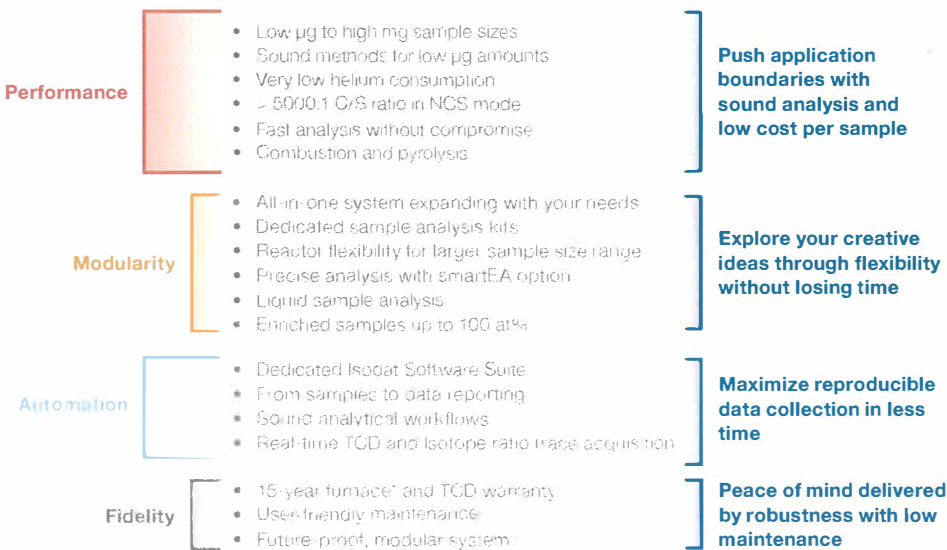 Performance
• Low µg to high mg sample sizes
• Sound methods for low µg amounts
• Very low helium consumption
• > 5000:1 C/S ratio in NCS mode
• Fast analysis without compromise
• Combustion and pyrolysis
Push application
boundaries with
sound analysis and
low cost per sample
Modularity
• All-in-one system expanding with your needs
• Dedicated sample analysis kits
• Reactor flexibility for larger sample size range
• Precise analysis with smartEA option
• Liquid sample analysis
• Enriched samples up to 100 at%
Explore your creative
ideas through flexibility
without losing time
Automation
• Dedicated Isodat Software Suite
• From samples to data reporting
• Sound analytical workflows
• Real-time TCD and Isotope ratio trace acquisition
Maximize reproducible
data collection in less
time
Fidelity
• 15-year furnace* and TCD warranty
• User-friendly maintenance
• Future-proof, modular system
Peace of mind delivered
by robustness with low
maintenance